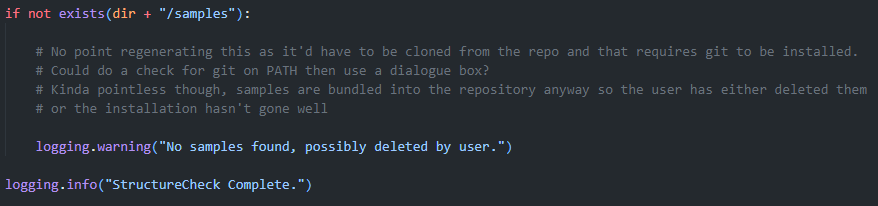 if not exists(dir + "/samples"):
# No point regenerating this as it'd have to be cloned from the repo and that requires git to be installed.
# Could do a check for git on PATH then use a dialogue box?
# Kinda pointless though, samples are bundled into the repository anyway so the user has either deleted them
# or the installation hasn't gone well
logging.warning("No samples found, possibly deleted by user.")
logging.info("StructureCheck Complete.")